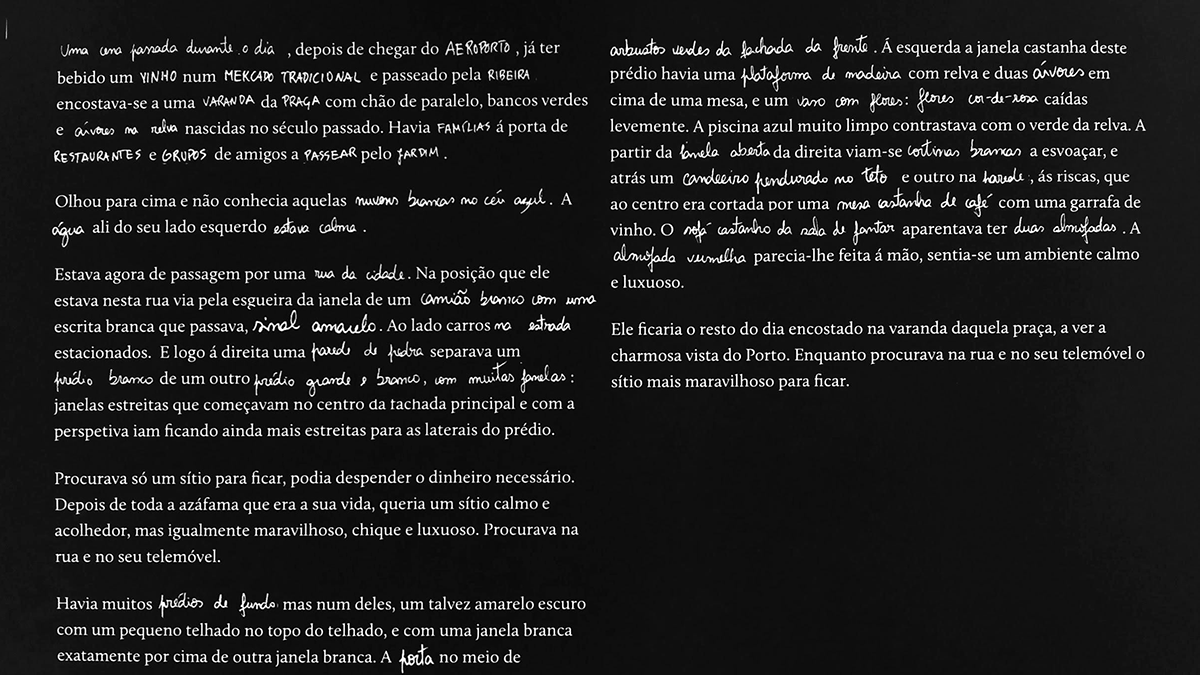 Uma cena passada durante o dia , depois de chegar do AEROPORTO , já ter
bebido um VINHO num MERCADO TRADICIONAL e passeado pela RIBEIRA
encostava-se a uma VARANDA da PRAÇA com chão de paralelo, bancos verdes
e árvores na relva nascidas no século passado. Havia FAMÍLIAS á porta de
RESTAURANTES e GRUPOS de amigos a PASSEAR pelo JARDIM .
Olhou para cima e não conhecia aquelas nuvens brancas no céu azul . A
água ali do seu lado esquerdo estava calma .
Estava agora de passagem por uma rua da cidade . Na posição que ele
estava nesta rua via pela esgueira da janela de um camião branco com uma
escrita branca que passava, sinal amarelo . Ao lado carros na estrada
estacionados. E logo á direita uma parede de pedra separava um
prédio branco de um outro prédio grande e branco , com muitas janelas :
janelas estreitas que começavam no centro da fachada principal e com a
perspetiva iam ficando ainda mais estreitas para as laterais do prédio.
Procurava só um sítio para ficar, podia despender o dinheiro necessário.
Depois de toda a azáfama que era a sua vida, queria um sítio calmo e
acolhedor, mas igualmente maravilhoso, chique e luxuoso. Procurava na
rua e no seu telemóvel.
Havia muitos prédios de fundo mas num deles, um talvez amarelo escuro
com um pequeno telhado no topo do telhado, e com uma janela branca
exatamente por cima de outra janela branca. A porta no meio de
arbustos verdes da fachada da frente . Á esquerda a janela castanha deste
prédio havia uma plataforma de madeira com relva e duas árvores em
cima de uma mesa, e um vaso com flores : flores cor-de-rosa caídas
levemente. A piscina azul muito limpo contrastava com o verde da relva. A
partir da janela aberta da direita viam-se cortinas brancas a esvoaçar, e
atrás um candeeiro pendurado no teto e outro na parede , ás riscas, que
ao centro era cortada por uma mesa castanha de café com uma garrafa de
vinho. O sofá castanho da sala de jantar aparentava ter duas almofadas . A
almofada vermelha parecia-lhe feita á mão, sentia-se um ambiente calmo
e luxuoso.
Ele ficaria o resto do dia encostado na varanda daquela praça, a ver a
charmosa vista do Porto. Enquanto procurava na rua e no seu telemóvel o
sítio mais maravilhoso para ficar.